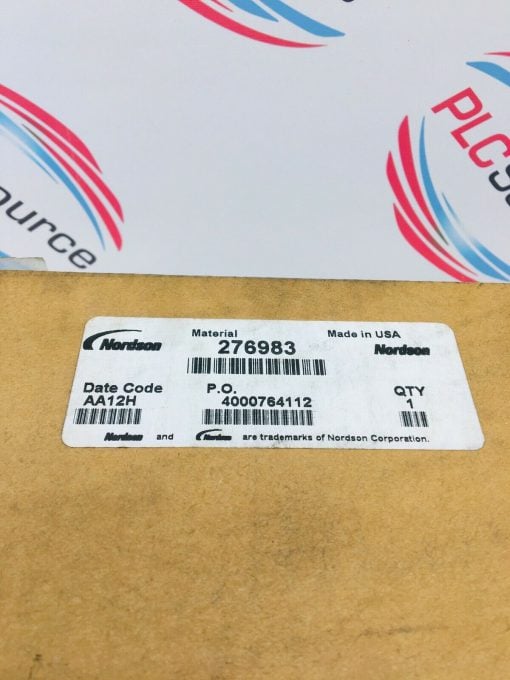 PLCS
ource
Nordson
Material
276983
Made in USA
Nordson
Date Code
AA12H
P.O.
4000764112
QTY
1
Nordson and Nordson are trademarks of Nordson Corporation.